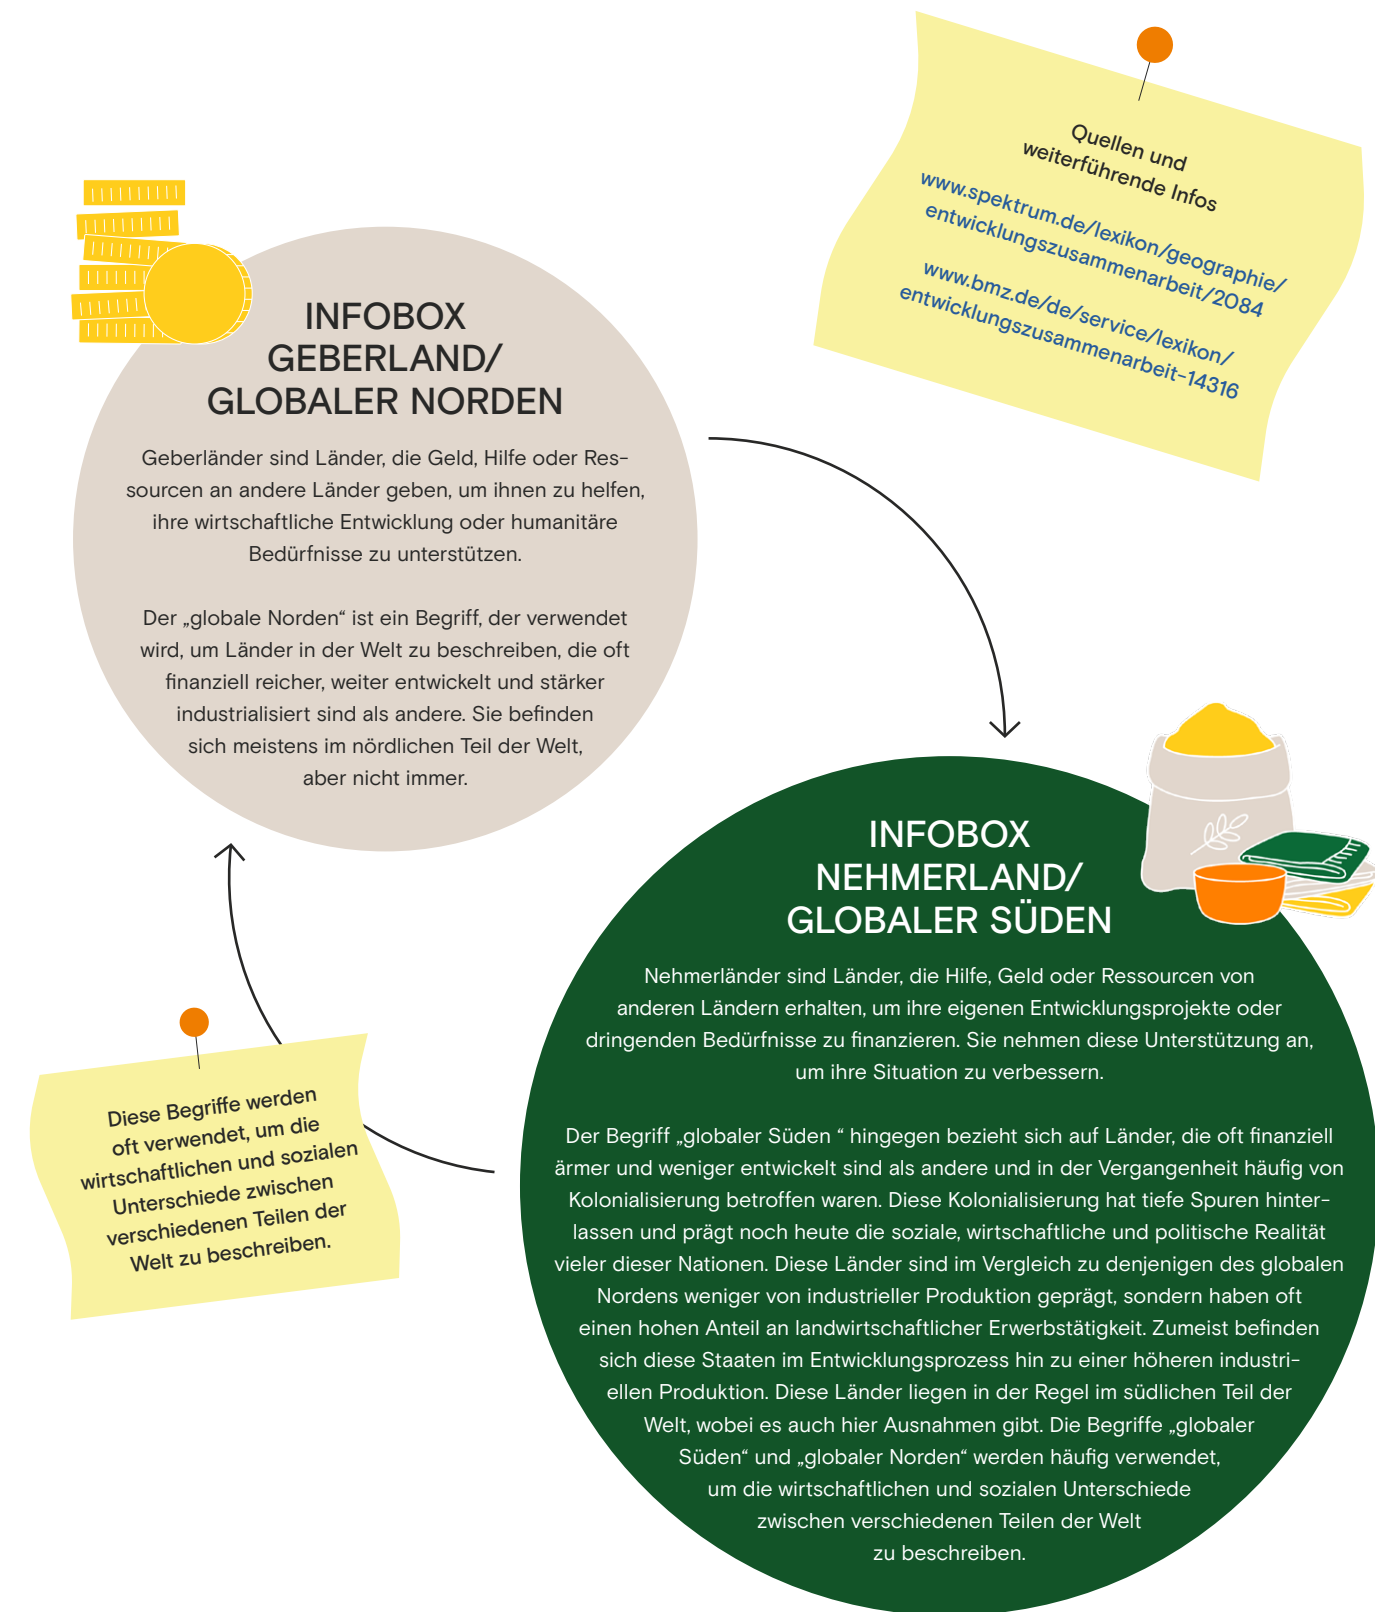 Quellen und
weiterführende Infos
www.spektrum.de/lexikon/geographie/
entwicklungszusammenarbeit/2084
www.bmz.de/de/service/lexikon/
entwicklungszusammenarbeit-14316
INFOBOX
GEBERLAND/
GLOBALER NORDEN
Geberländer sind Länder, die Geld, Hilfe oder Res-
sourcen an andere Länder geben, um ihnen zu helfen,
ihre wirtschaftliche Entwicklung oder humanitäre
Bedürfnisse zu unterstützen.
Der „globale Norden“ ist ein Begriff, der verwendet
wird, um Länder in der Welt zu beschreiben, die oft
finanziell reicher, weiter entwickelt und stärker
industrialisiert sind als andere. Sie befinden
sich meistens im nördlichen Teil der Welt,
aber nicht immer.
INFOBOX
NEHMERLAND/
GLOBALER SÜDEN
Nehmerländer sind Länder, die Hilfe, Geld oder Ressourcen von
anderen Ländern erhalten, um ihre eigenen Entwicklungsprojekte oder
dringenden Bedürfnisse zu finanzieren. Sie nehmen diese Unterstützung an,
um ihre Situation zu verbessern.
Der Begriff „globaler Süden “ hingegen bezieht sich auf Länder, die oft finanziell
ärmer und weniger entwickelt sind als andere und in der Vergangenheit häufig von
Kolonialisierung betroffen waren. Diese Kolonialisierung hat tiefe Spuren hinter-
lassen und prägt noch heute die soziale, wirtschaftliche und politische Realität
vieler dieser Nationen. Diese Länder sind im Vergleich zu denjenigen des globalen
Nordens weniger von industrieller Produktion geprägt, sondern haben oft
einen hohen Anteil an landwirtschaftlicher Erwerbstätigkeit. Zumeist befinden
sich diese Staaten im Entwicklungsprozess hin zu einer höheren industri-
ellen Produktion. Diese Länder liegen in der Regel im südlichen Teil der
Welt, wobei es auch hier Ausnahmen gibt. Die Begriffe „globaler
Süden“ und „globaler Norden“ werden häufig verwendet,
um die wirtschaftlichen und sozialen Unterschiede
zwischen verschiedenen Teilen der Welt
zu beschreiben.
Diese Begriffe werden
oft verwendet, um die
wirtschaftlichen und sozialen
Unterschiede zwischen
verschiedenen Teilen der
Welt zu beschreiben.